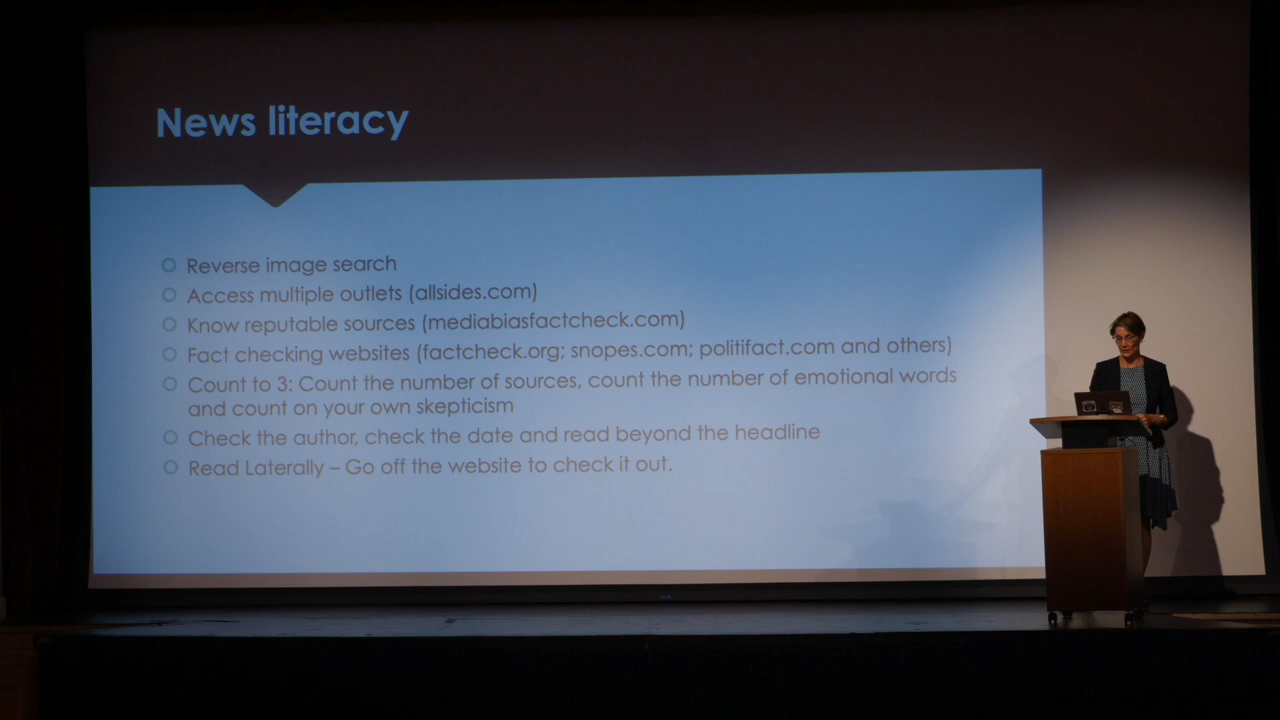 News literacy
Reverse image search
Access multiple outlets (allsides.com)
Know reputable sources (mediabiasfactcheck.com)
Fact checking websites (factcheck.org; snopes.com; politifact.com and others)
Count to 3: Count the number of sources, count the number of emotional words
and count on your own skepticism
Check the author, check the date and read beyond the headline
Read Laterally – Go off the website to check it out.